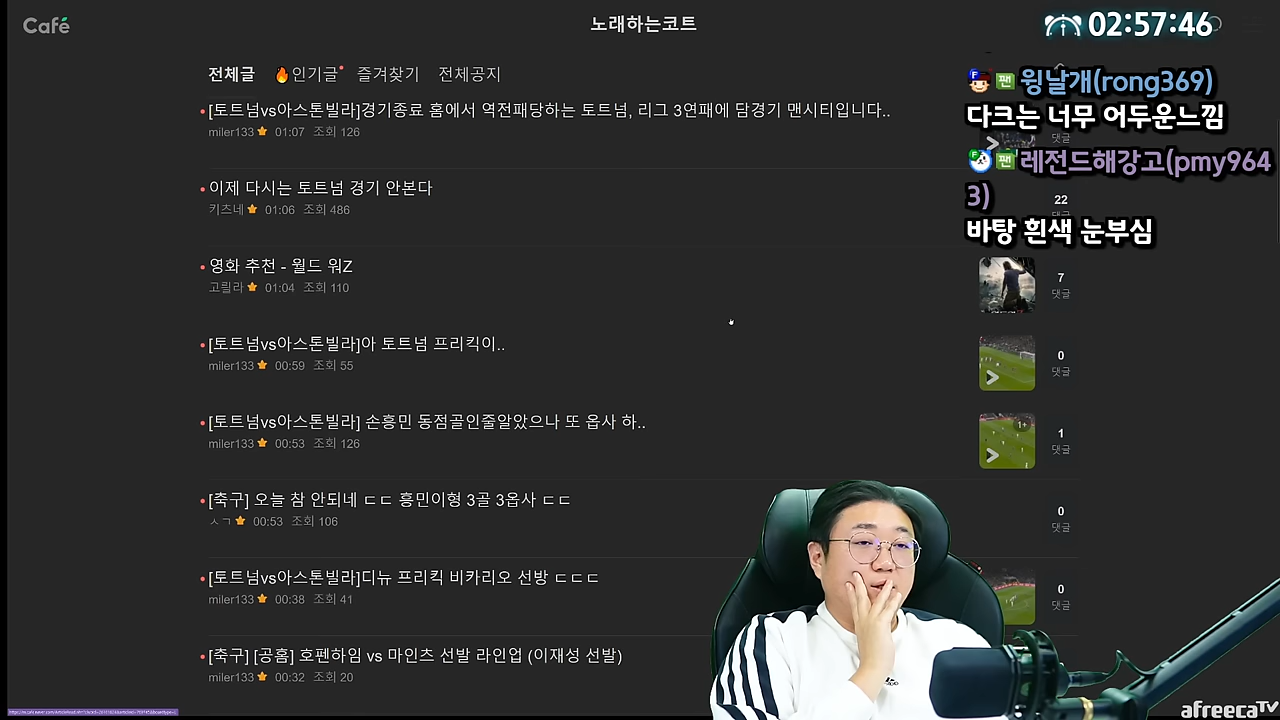 Café
노래하는코트
02:57:46
전체글 🔥인기글 즐겨찾기 전체공지
[토트넘vs아스톤빌라]경기종료 홈에서 역전패당하는 토트넘, 리그 3연패에 담경기 맨시티입니다..
miler133 01:07 조회 126
댓글
이제 다시는 토트넘 경기 안본다
키츠네 01:06 조회 486
22
댓글
영화 추천 - 월드 워Z
고릴라 01:04 조회 110
7
댓글
[토트넘vs아스톤빌라]아 토트넘 프리킥이..
miler133 00:59 조회 55
0
댓글
[토트넘vs아스톤빌라] 손흥민 동점골인줄알았으나 또 옵사 하..
miler133 00:53 조회 126
1+
1
댓글
[축구] 오늘 참 안되네 ㄷㄷ 흥민이형 3골 3옵사 ㄷㄷ
ㅅㄱ 00:53 조회 106
0
댓글
[토트넘vs아스톤빌라]디뉴 프리킥 비카리오 선방 ㄷㄷㄷ
miler133 00:38 조회 41
0
댓글
[축구] [공홈] 호펜하임 vs 마인츠 선발 라인업 (이재성 선발)
miler133 00:32 조회 20
F 팬 윙날개(rong369)
다크는 너무 어두운느낌
F 팬 레전드해강고(pmy964
3)
바탕 흰색 눈부심
afreecaTV